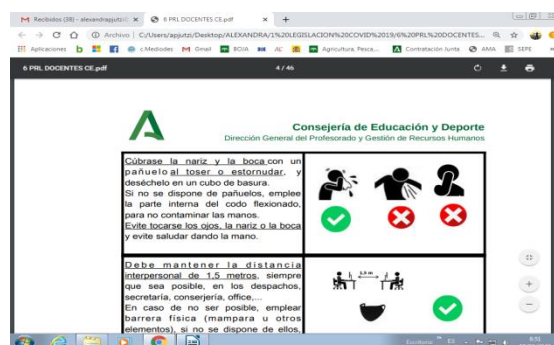 Recibidos (38) - alexandrapjutzi
6 PRL DOCENTES CE.pdf
Archivo | C:/Users/apjutzi/Desktop/ALEXANDRA/1%20LEGISLACION%20COVID%2019/6%20PRL%20DOCENTES...
Aplicaciones
c.Mediodes
Gmail
BOJA
Agricultura, Pesca...
Contratación Junta
AMA
SEDE
6 PRL DOCENTES CE.pdf
4 / 46
Consejería de Educación y Deporte
Dirección General del Profesorado y Gestión de Recursos Humanos
Cúbrase la nariz y la boca con un
pañuelo al toser o estornudar, y
deséchelo en un cubo de basura.
Si no se dispone de pañuelos, emplee
la parte interna del codo flexionado,
para no contaminar las manos.
Evite tocarse los ojos, la nariz o la boca
y evite saludar dando la mano.
Debe mantener la distancia
interpersonal de 1,5 metros, siempre
que sea posible, en los despachos,
secretaría, conserjería, office,...
En caso de no ser posible, emplear
barrera física (mampara u otros
elementos), si no se dispone de ellos,
1,5 m
Escritorio
ES
8:51